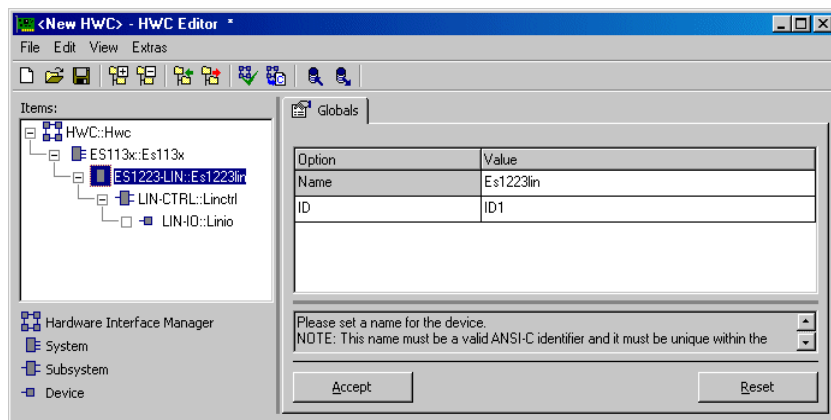 <New HWC> - HWC Editor *
File Edit View Extras
Items:
HWC::Hwc
ES113x::Es113x
ES1223-LIN::Es1223lin
LIN-CTRL::Linctrl
LIN-IO::Linio
Hardware Interface Manager
System
Subsystem
Device
Globals
Option Value
Name Es1223lin
ID ID1
Please set a name for the device.
NOTE: This name must be a valid ANSI-C identifier and it must be unique within the
Accept Reset